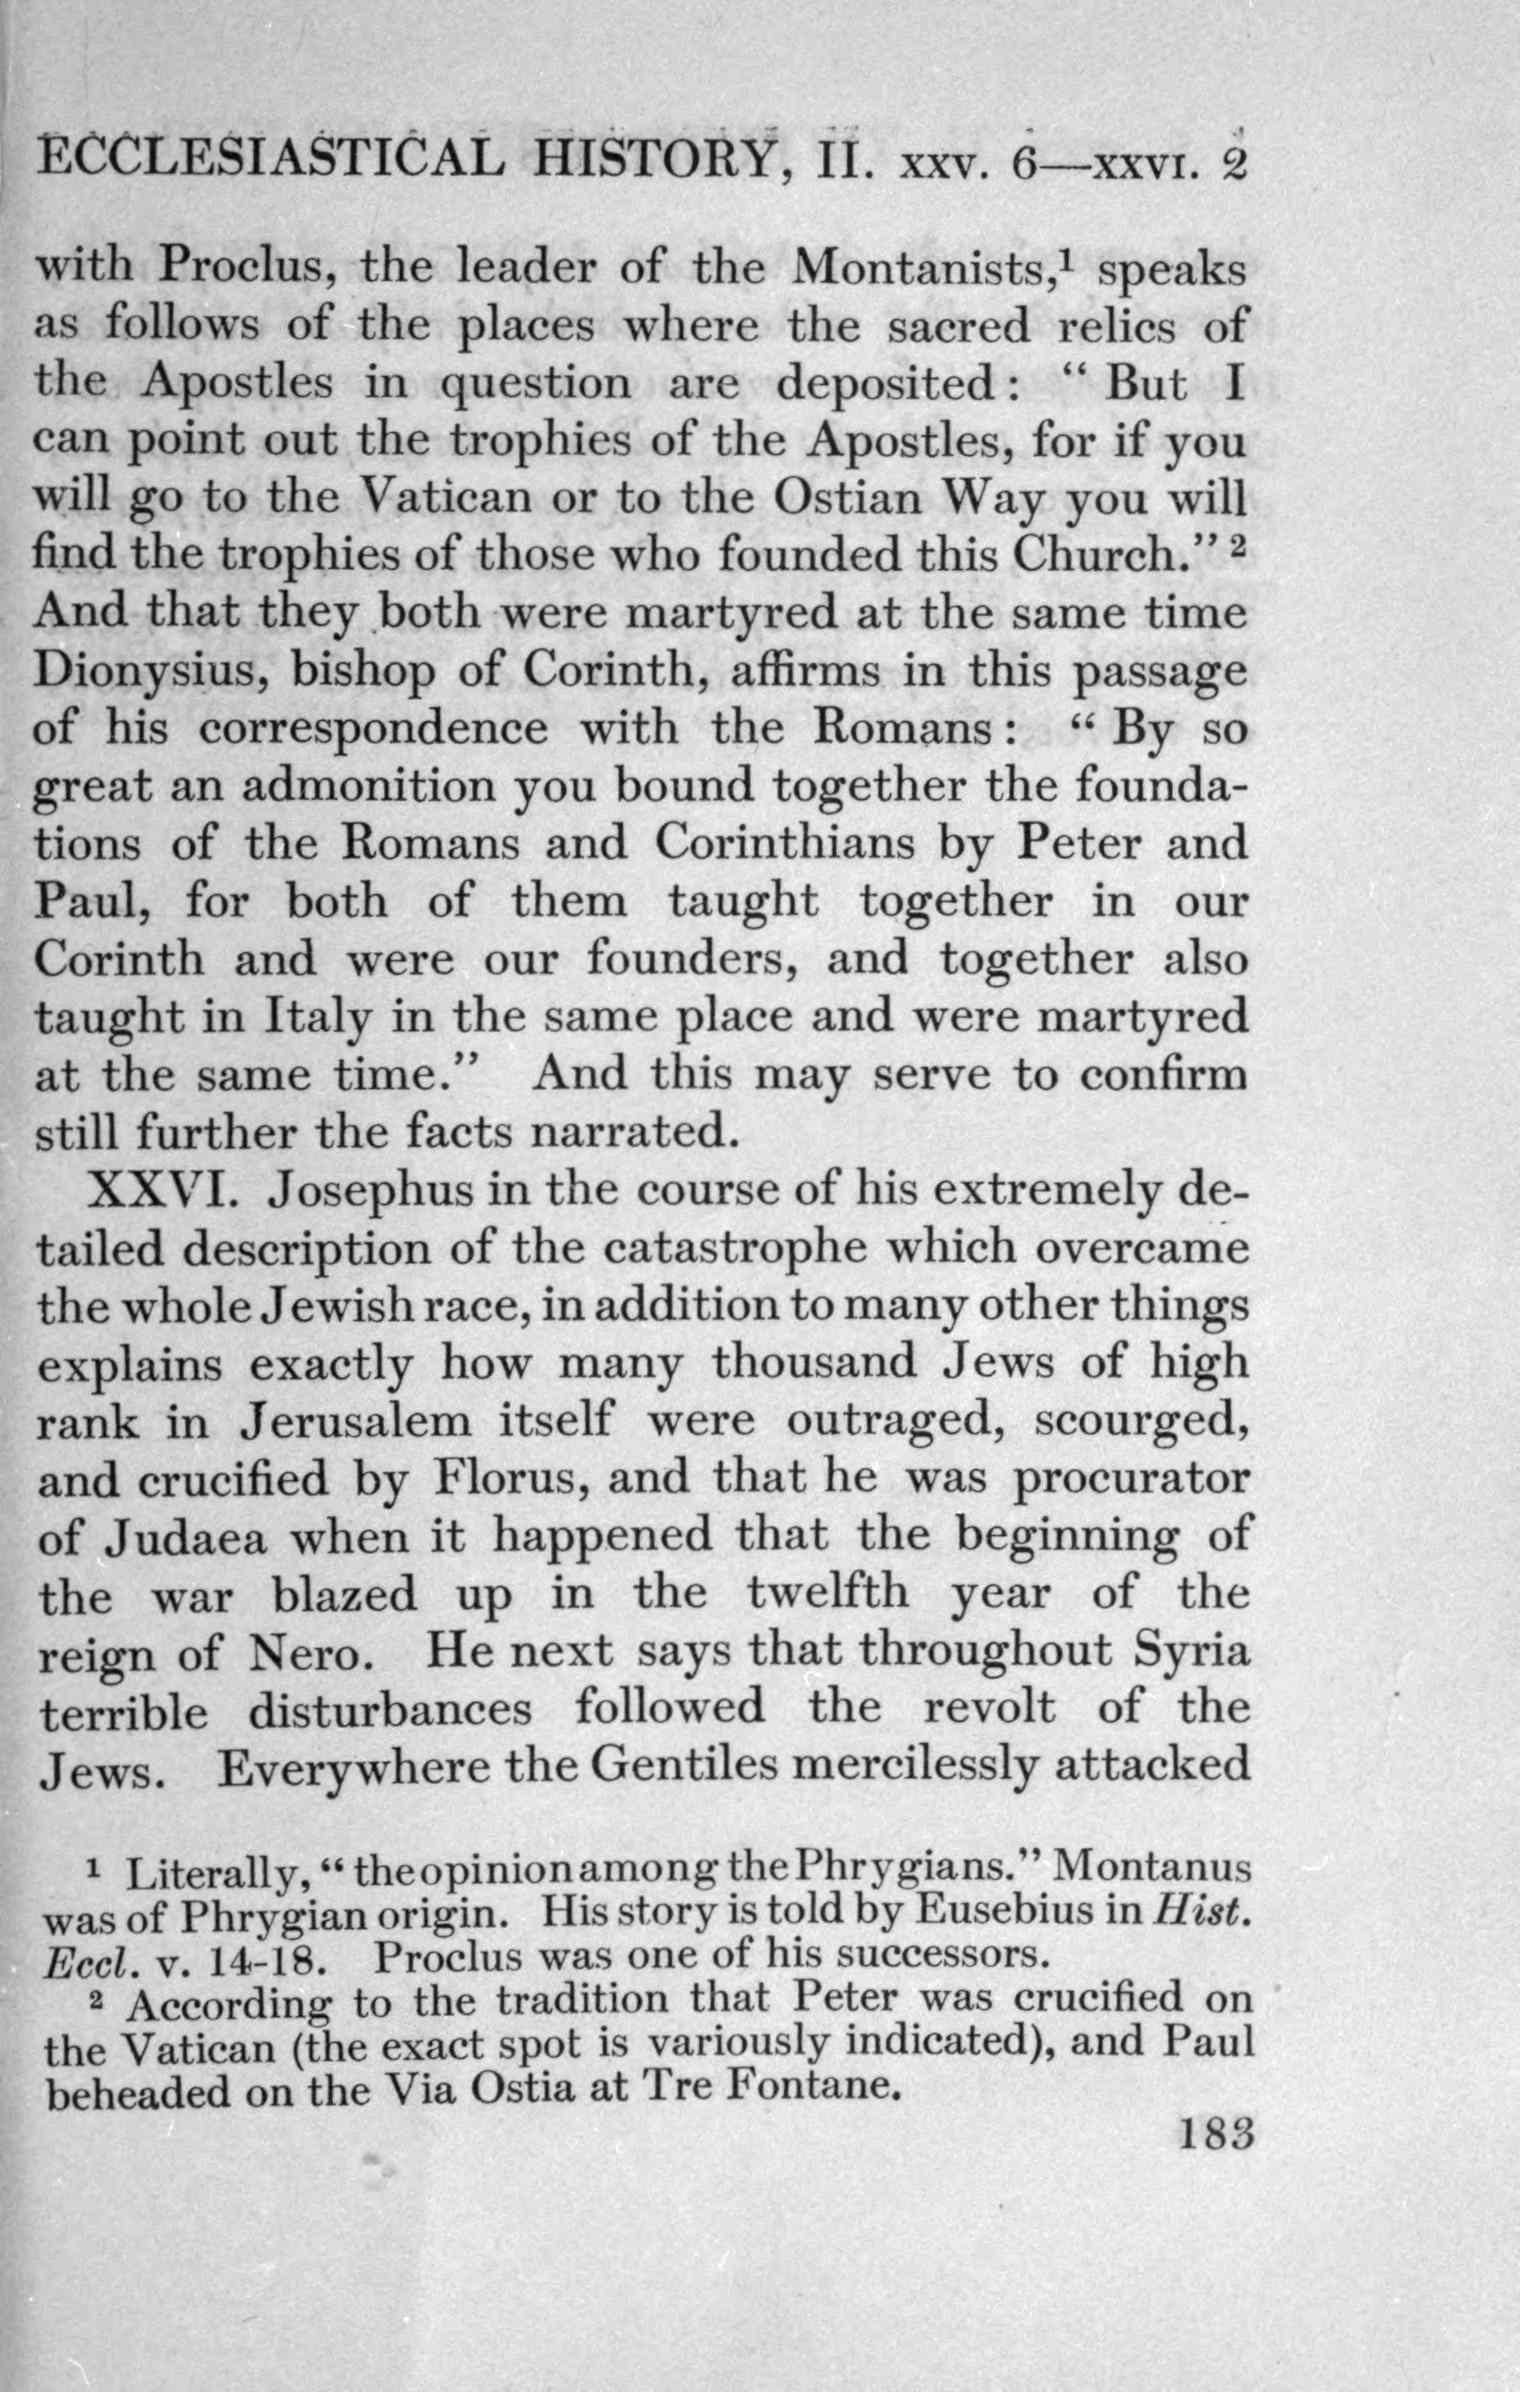 ECCLESIASTICAL HISTORY, II. xxv. 6—xxvi. 2
with Proclus, the leader of the Montanists,¹ speaks
as follows of the places where the sacred relics of
the Apostles in question are deposited: “ But I
can point out the trophies of the Apostles, for if you
will go to the Vatican or to the Ostian Way you will
find the trophies of those who founded this Church.” ²
And that they both were martyred at the same time
Dionysius, bishop of Corinth, affirms in this passage
of his correspondence with the Romans: “ By so
great an admonition you bound together the founda-
tions of the Romans and Corinthians by Peter and
Paul, for both of them taught together in our
Corinth and were our founders, and together also
taught in Italy in the same place and were martyred
at the same time.” And this may serve to confirm
still further the facts narrated.
XXVI. Josephus in the course of his extremely de-
tailed description of the catastrophe which overcame
the whole Jewish race, in addition to many other things
explains exactly how many thousand Jews of high
rank in Jerusalem itself were outraged, scourged,
and crucified by Florus, and that he was procurator
of Judaea when it happened that the beginning of
the war blazed up in the twelfth year of the
reign of Nero. He next says that throughout Syria
terrible disturbances followed the revolt of the
Jews. Everywhere the Gentiles mercilessly attacked
¹ Literally, “ the opinion among the Phrygians.” Montanus
was of Phrygian origin. His story is told by Eusebius in Hist.
Eccl. v. 14-18. Proclus was one of his successors.
² According to the tradition that Peter was crucified on
the Vatican (the exact spot is variously indicated), and Paul
beheaded on the Via Ostia at Tre Fontane.
183